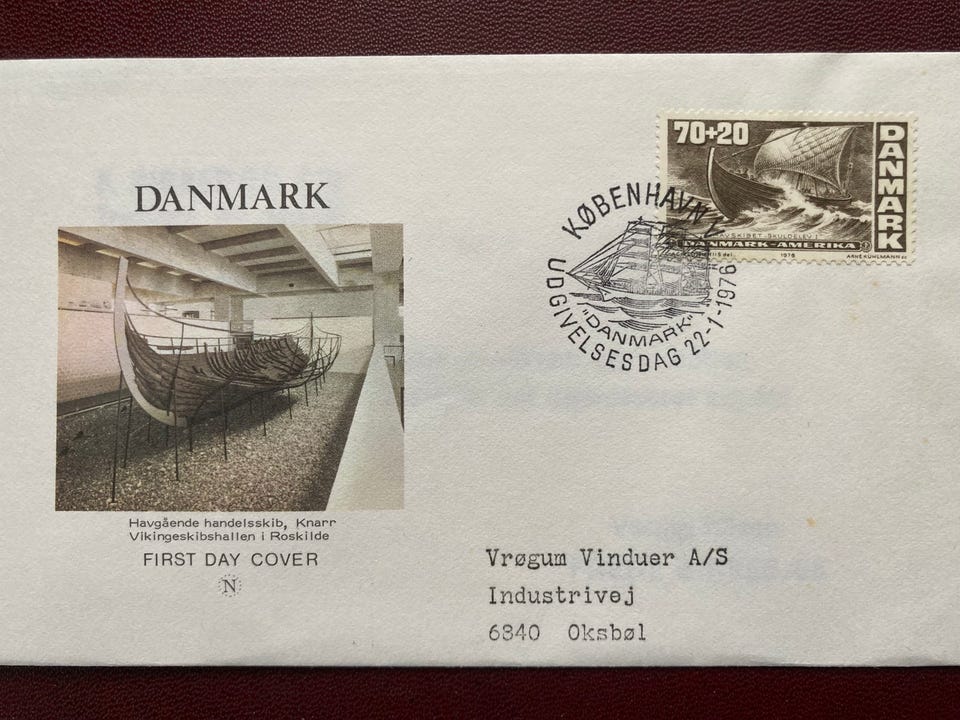 DANMARK
Havgående handelsskib, Knarr
Vikingeskibshallen i Roskilde
FIRST DAY COVER
N
70+20
DANMARK
DANMARK-AMERIKA
1976
ARNE KÜHLMANN sc.
KØBENHAVN V
"DANMARK"
UDGIVELSESDAG 22-1-1976
Vrøgum Vinduer A/S
Industrivej
6840 Oksbøl